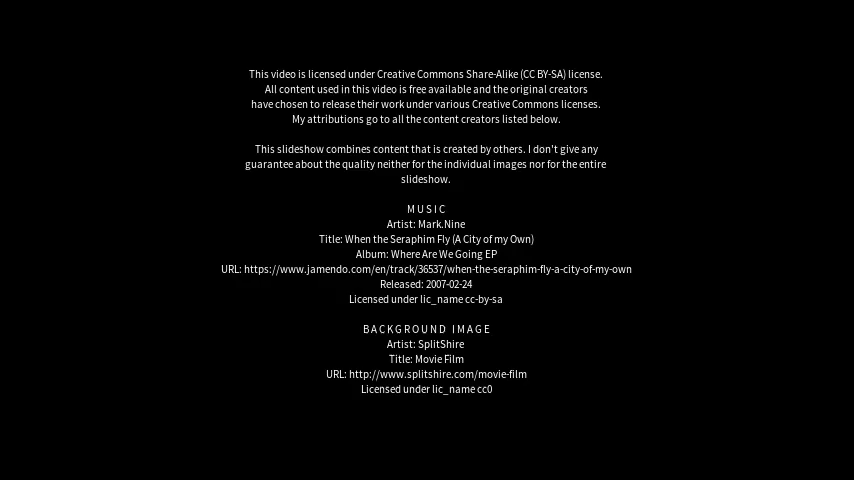 This video is licensed under Creative Commons Share-Alike (CC BY-SA) license.
All content used in this video is free available and the original creators
have chosen to release their work under various Creative Commons licenses.
My attributions go to all the content creators listed below.
This slideshow combines content that is created by others. I don't give any
guarantee about the quality neither for the individual images nor for the entire
slideshow.
M U S I C
Artist: Mark.Nine
Title: When the Seraphim Fly (A City of my Own)
Album: Where Are We Going EP
URL: https://www.jamendo.com/en/track/36537/when-the-seraphim-fly-a-city-of-my-own
Released: 2007-02-24
Licensed under lic_name cc-by-sa
B A C K G R O U N D   I M A G E
Artist: SplitShire
Title: Movie Film
URL: http://www.splitshire.com/movie-film
Licensed under lic_name cc0